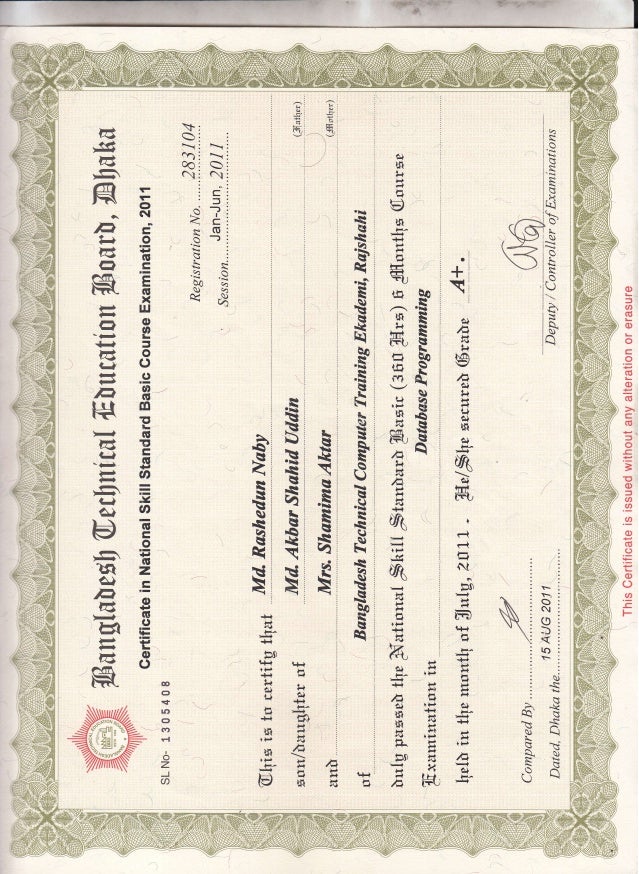 Bangladesh Technical Education Board, Dhaka
Certificate in National Skill Standard Basic Course Examination, 2011
SL No- 1305408
Registration No. ......283104
Session......Jan-Jun, 2011......
This is to certify that Md. Rashedun Naby
son/daughter of Md. Akbar Shahid Uddin (Father)
and Mrs. Shamima Aktar (Mother)
of Bangladesh Technical Computer Training Ekademi, Rajshahi
duly passed the National Skill Standard Basic (360 Hrs) 6 Months Course
Examination in Database Programming
held in the month of July, 2011 - He/She secured Grade A+.
Compared By ......
Dated, Dhaka the...... 15 AUG 2011
Deputy / Controller of Examinations
This Certificate is issued without any alteration or erasure